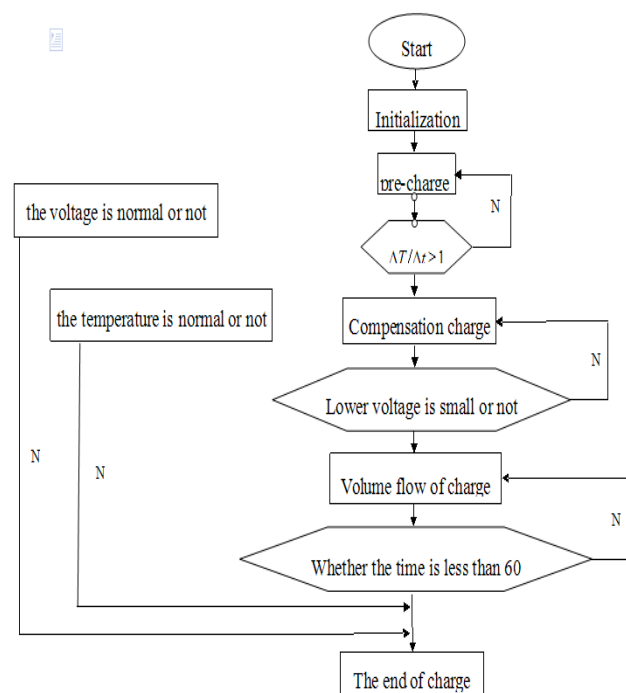 Start
Initialization
pre-charge
the voltage is normal or not
N
ΔT/Δt>1
the temperature is normal or not
Compensation charge
N
Lower voltage is small or not
N
N
Volume flow of charge
N
Whether the time is less than 60
The end of charge